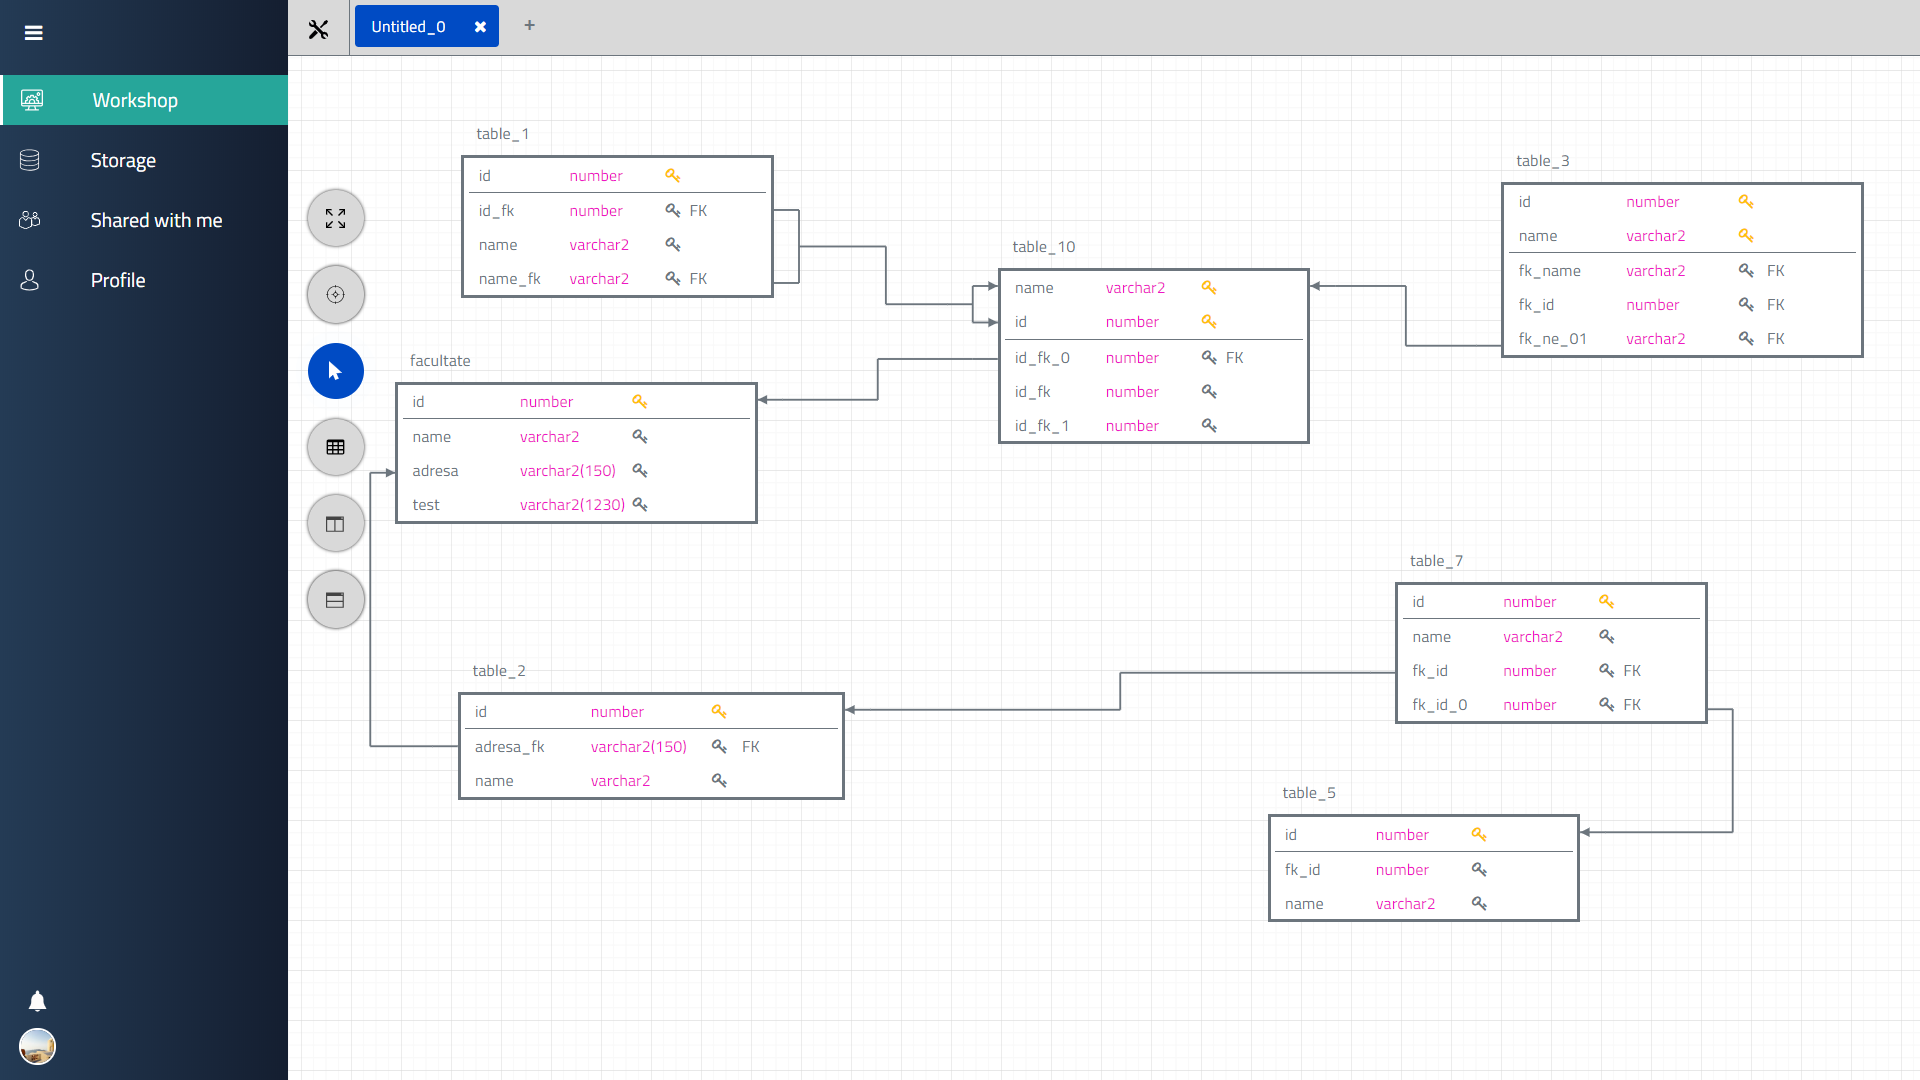 Untitled_0
+
Workshop
Storage
Shared with me
Profile
table_1
id number
id_fk number FK
name varchar2
name_fk varchar2 FK
table_10
name varchar2
id number
id_fk_0 number FK
id_fk number
id_fk_1 number
table_3
id number
name varchar2
fk_name varchar2 FK
fk_id number FK
fk_ne_01 varchar2 FK
facultate
id number
name varchar2
adresa varchar2(150)
test varchar2(1230)
table_7
id number
name varchar2
fk_id number FK
fk_id_0 number FK
table_2
id number
adresa_fk varchar2(150) FK
name varchar2
table_5
id number
fk_id number
name varchar2